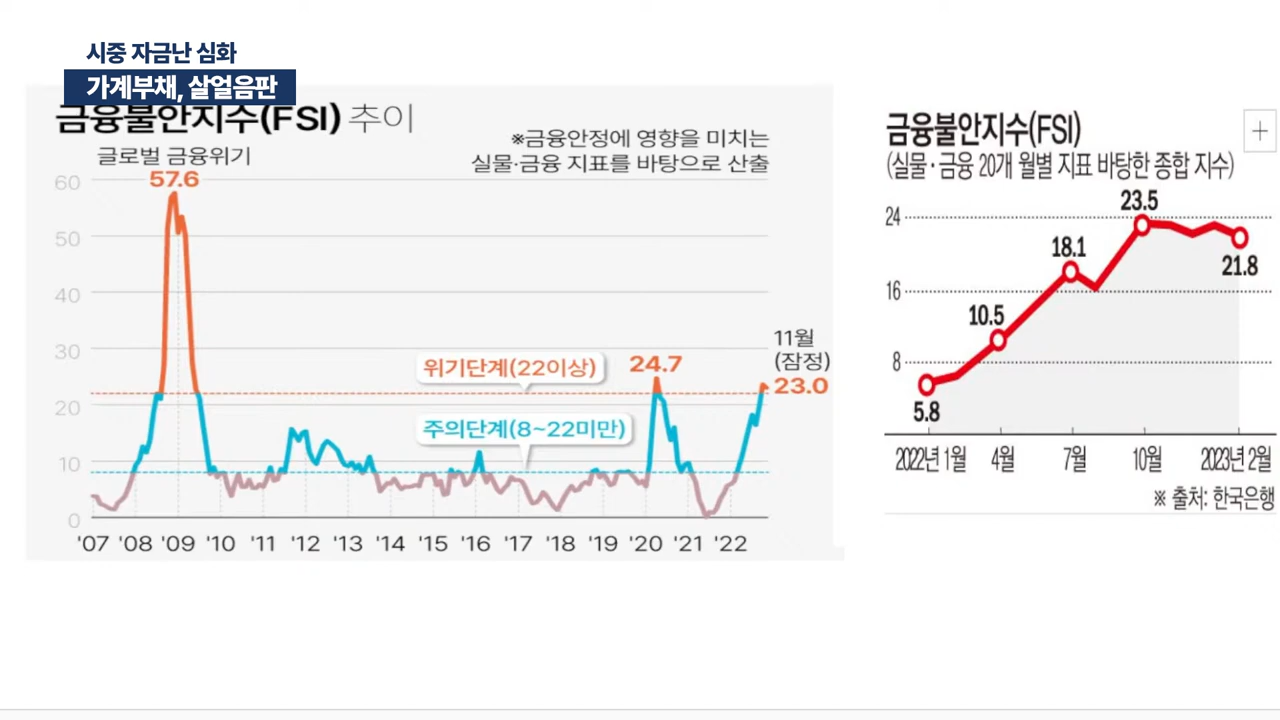 시중 자금난 심화
가계부채, 살얼음판
금융불안지수(FSI) 추이
※금융안정에 영향을 미치는
실물·금융 지표를 바탕으로 산출
글로벌 금융위기
57.6
60
50
40
30
20
10
0
위기단계(22이상)
24.7
11월
(잠정)
23.0
주의단계(8~22미만)
'07 '08 '09 '10 '11 '12 '13 '14 '15 '16 '17 '18 '19 '20 '21 '22
금융불안지수(FSI)
(실물·금융 20개 월별 지표 바탕한 종합 지수)
+
24
16
8
23.5
18.1
21.8
10.5
5.8
2022년 1월 4월 7월 10월 2023년 2월
※ 출처: 한국은행